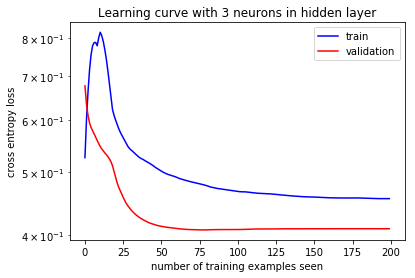 Learning curve with 3 neurons in hidden layer
train
validation
cross entropy loss
8 × 10⁻¹
7 × 10⁻¹
6 × 10⁻¹
5 × 10⁻¹
4 × 10⁻¹
0 25 50 75 100 125 150 175 200
number of training examples seen